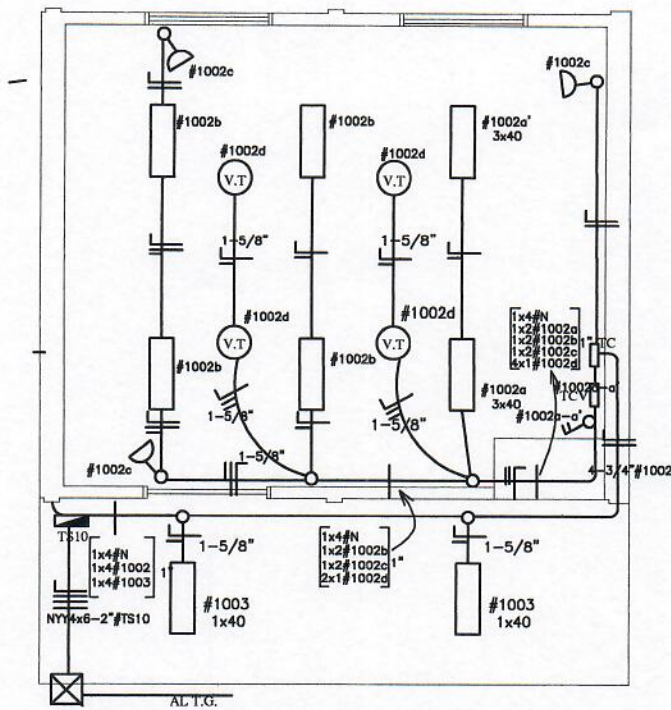 #1002c
#1002c
#1002b
#1002b
#1002a'
3x40
#1002d
#1002d
V.T
V.T
1-5/8"
1-5/8"
#1002d
#1002d
V.T
V.T
1x4#N
1x2#1002a
1x2#1002b
1x2#1002c
4x1#1002d
1"
TC
#1002b
#1002b
#1002a
3x40
TCV
#1002a-a'
1-5/8"
1-5/8"
#1002c
1-5/8"
4-3/4"#1002
TS10
1x4#N
1x4#1002
1x4#1003
1"
1-5/8"
1x4#N
1x2#1002b
1x2#1002c
2x1#1002d
1"
1-5/8"
#1003
1x40
#1003
1x40
NYY4x6-2"#TS10
AL T.G.